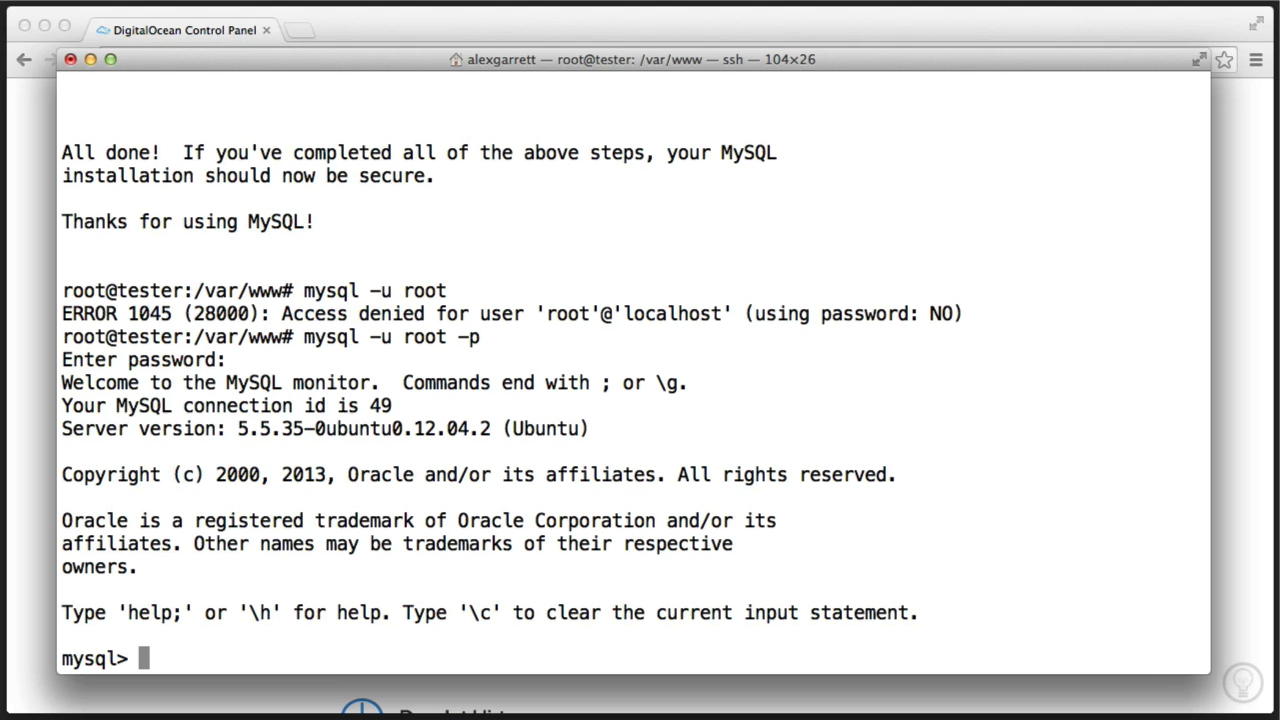 DigitalOcean Control Panel
alexgarrett — root@tester: /var/www — ssh — 104×26
All done!  If you've completed all of the above steps, your MySQL
installation should now be secure.
Thanks for using MySQL!
root@tester:/var/www# mysql -u root
ERROR 1045 (28000): Access denied for user 'root'@'localhost' (using password: NO)
root@tester:/var/www# mysql -u root -p
Enter password:
Welcome to the MySQL monitor.  Commands end with ; or \g.
Your MySQL connection id is 49
Server version: 5.5.35-0ubuntu0.12.04.2 (Ubuntu)
Copyright (c) 2000, 2013, Oracle and/or its affiliates. All rights reserved.
Oracle is a registered trademark of Oracle Corporation and/or its
affiliates. Other names may be trademarks of their respective
owners.
Type 'help;' or '\h' for help. Type '\c' to clear the current input statement.
mysql>